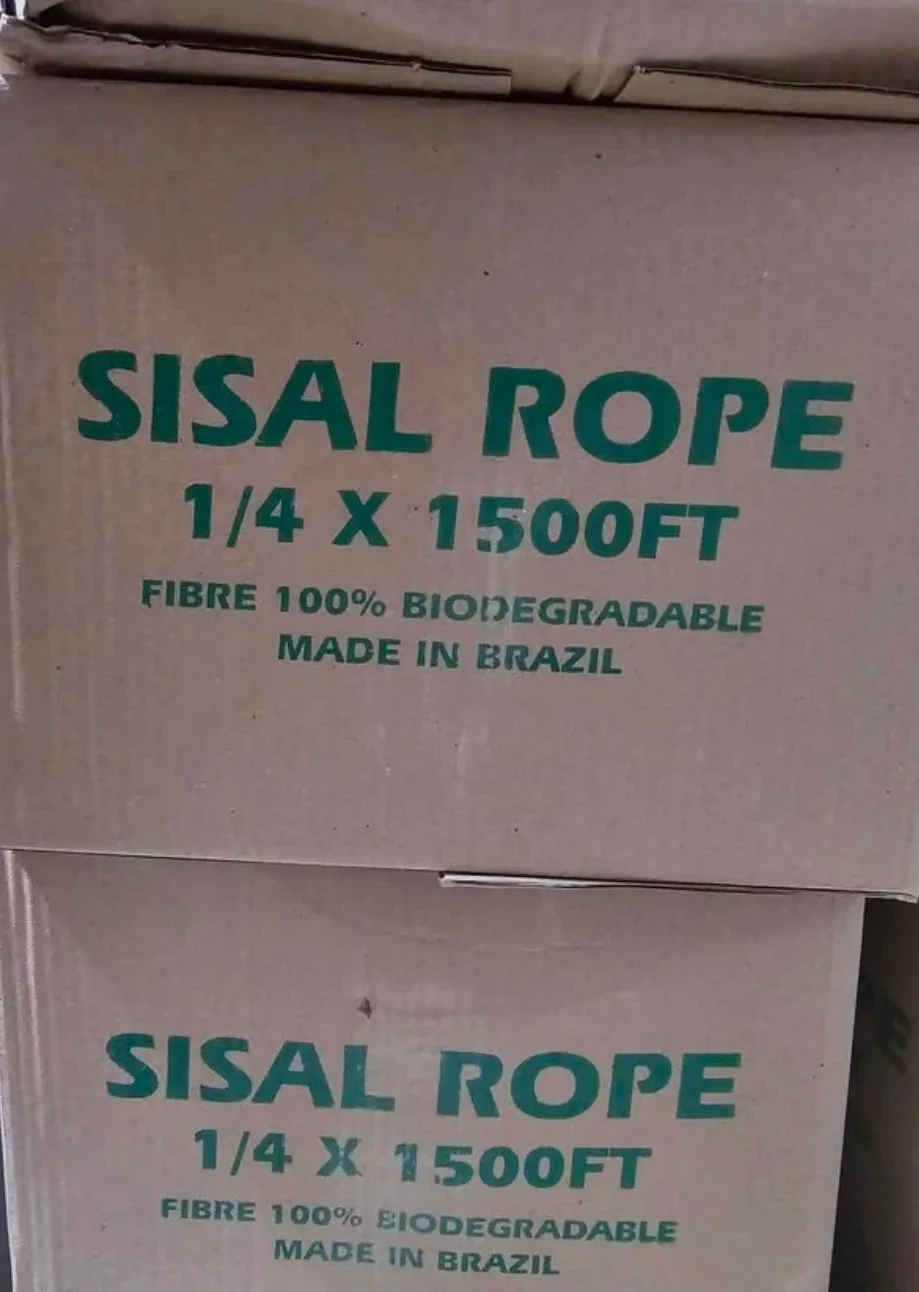 SISAL ROPE
1/4 X 1500FT
FIBRE 100% BIODEGRADABLE
MADE IN BRAZIL
SISAL ROPE
1/4 X 1500FT
FIBRE 100% BIODEGRADABLE
MADE IN BRAZIL